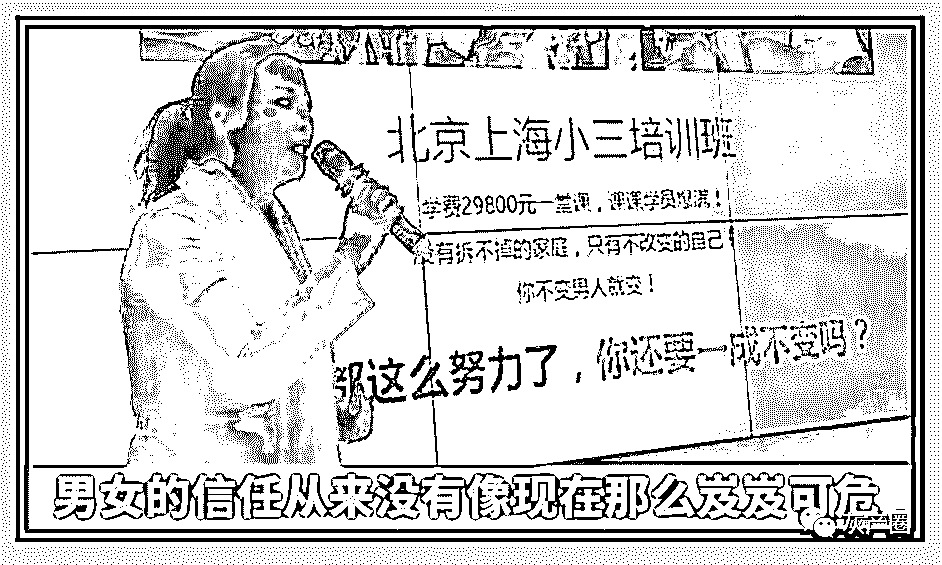 北京上海小三培训班
学费29800元一堂课，课课学员爆满！
没有拆不掉的家庭，只有不改变的自己！
你不变男人就变！
都这么努力了，你还要一成不变吗？
男女的信任从来没有像现在那么岌岌可危
灰产圈